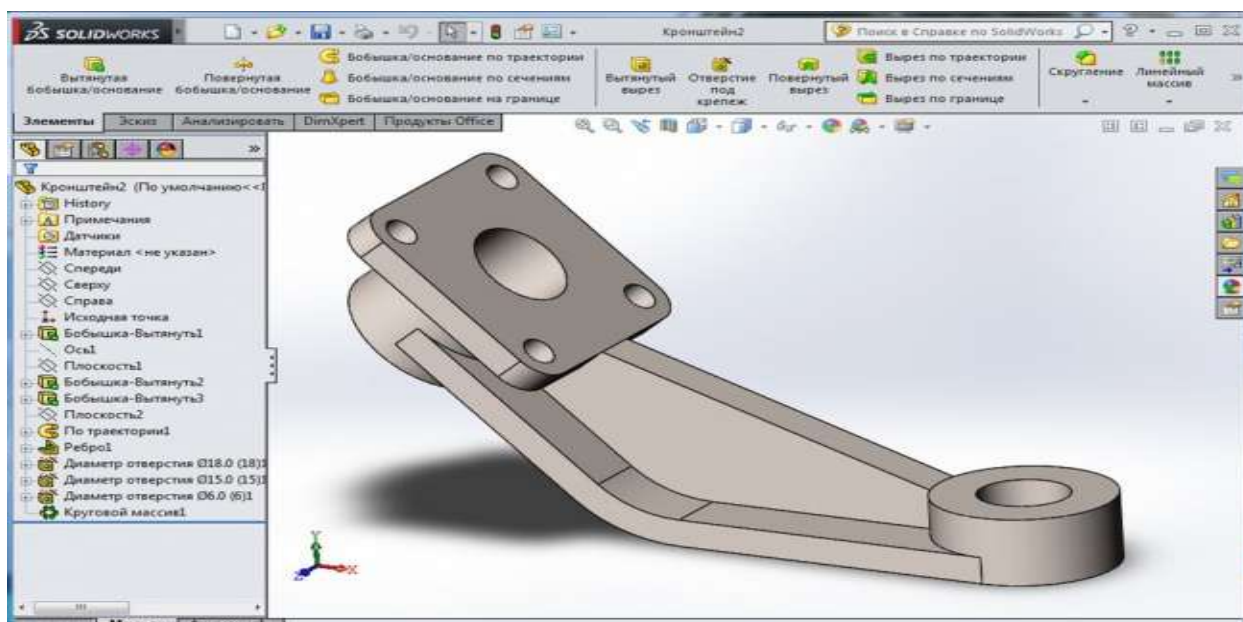 SOLIDWORKS
Кронштейн2
Поиск в Справке по SolidWorks
Вытянутая бобышка/основание
Повернутая бобышка/основание
Бобышка/основание по траектории
Бобышка/основание по сечениям
Бобышка/основание на границе
Вытянутый вырез
Отверстие под крепеж
Повернутый вырез
Вырез по траектории
Вырез по сечениям
Вырез по границе
Скругление
Линейный массив
Элементы Эскиз Анализировать DimXpert Продукты Office
Кронштейн2 (По умолчанию<<
History
Примечания
Датчики
Материал <не указан>
Спереди
Сверху
Справа
Исходная точка
Бобышка-Вытянуть1
Ось1
Плоскость1
Бобышка-Вытянуть2
Бобышка-Вытянуть3
Плоскость2
По траектории1
Ребро1
Диаметр отверстия Ø18.0 (18)1
Диаметр отверстия Ø15.0 (15)1
Диаметр отверстия Ø6.0 (6)1
Круговой массив1